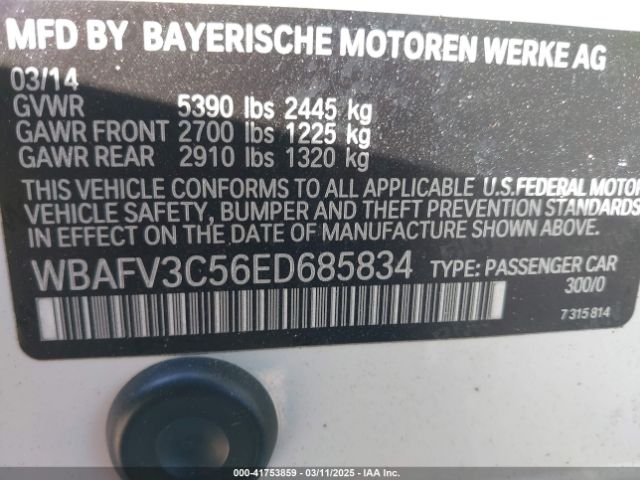 MFD BY BAYERISCHE MOTOREN WERKE AG
03/14
GVWR 5390 lbs 2445 kg
GAWR FRONT 2700 lbs 1225 kg
GAWR REAR 2910 lbs 1320 kg
THIS VEHICLE CONFORMS TO ALL APPLICABLE U.S. FEDERAL MOTOR
VEHICLE SAFETY, BUMPER AND THEFT PREVENTION STANDARDS
IN EFFECT ON THE DATE OF MANUFACTURE SHOWN ABOVE.
WBAFV3C56ED685834 TYPE: PASSENGER CAR
300/0
7 315 814
000-41753859 - 03/11/2025 - IAAI.COM